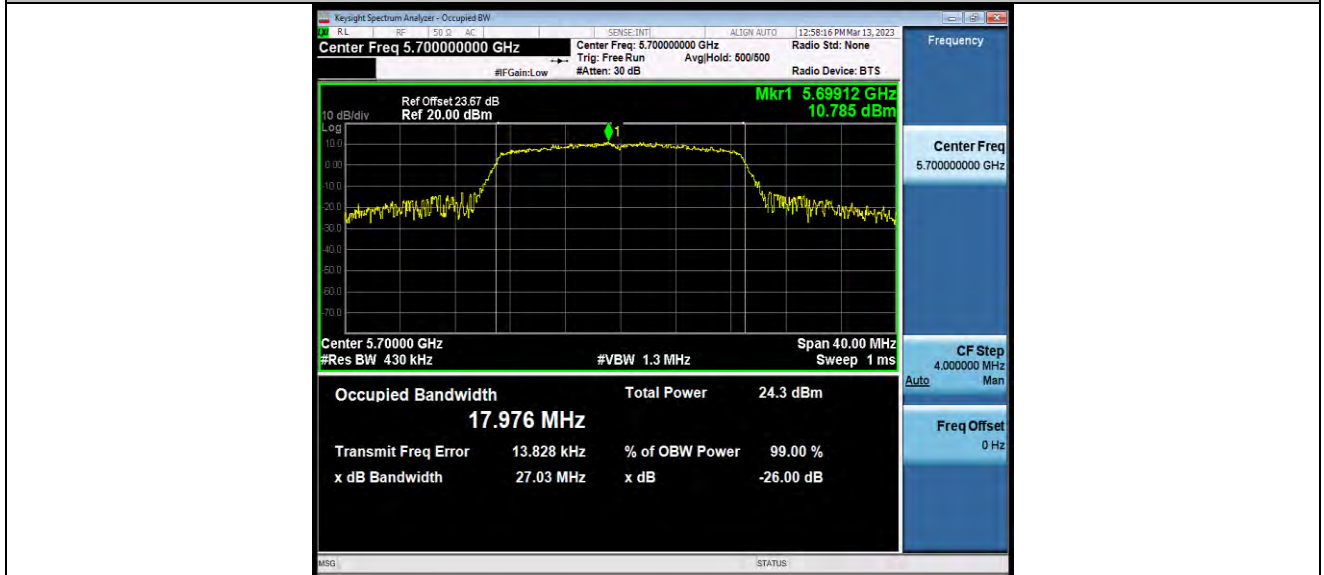 Keysight Spectrum Analyzer - Occupied BW
RL RF 50 Ω AC SENSE:INT ALIGN AUTO 12:58:16 PM Mar 13, 2023
Center Freq 5.700000000 GHz
Center Freq: 5.700000000 GHz
Radio Std: None
Trig: Free Run Avg|Hold: 500/500
#IFGain:Low
#Atten: 30 dB
Radio Device: BTS
Frequency
Mkr1 5.69912 GHz
10.785 dBm
Ref Offset 23.67 dB
10 dB/div Ref 20.00 dBm
Log
1
10.0
0.00
-10.0
-20.0
-30.0
-40.0
-50.0
-60.0
-70.0
Center 5.70000 GHz Span 40.00 MHz
#Res BW 430 kHz #VBW 1.3 MHz Sweep 1 ms
Center Freq
5.700000000 GHz
CF Step
4.000000 MHz
Auto Man
Freq Offset
0 Hz
Occupied Bandwidth Total Power 24.3 dBm
17.976 MHz
Transmit Freq Error 13.828 kHz % of OBW Power 99.00 %
x dB Bandwidth 27.03 MHz x dB -26.00 dB
MSG STATUS